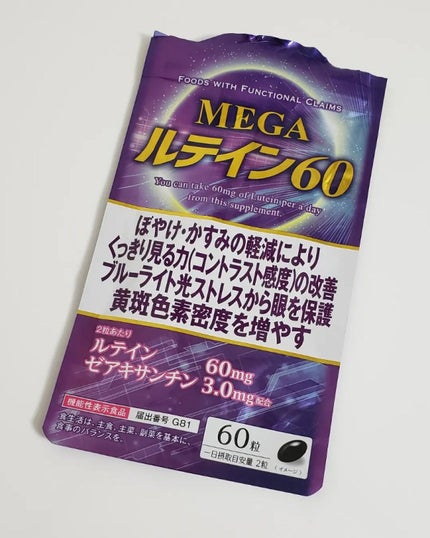 FOODS WITH FUNCTIONAL CLAIMS
MEGA
ルテイン60
You can take 60mg of Lutein per a day
from this supplement.
ぼやけ・かすみの軽減により
くっきり見る力(コントラスト感度)の改善
ブルーライト光ストレスから眼を保護
黄斑色素密度を増やす
2粒あたり
ルテイン 60mg
ゼアキサンチン 3.0mg配合
機能性表示食品 届出番号 G81
食生活は、主食、主菜、副菜を基本に、
食事のバランスを。
60粒
一日摂取目安量 2粒
(イメージ)